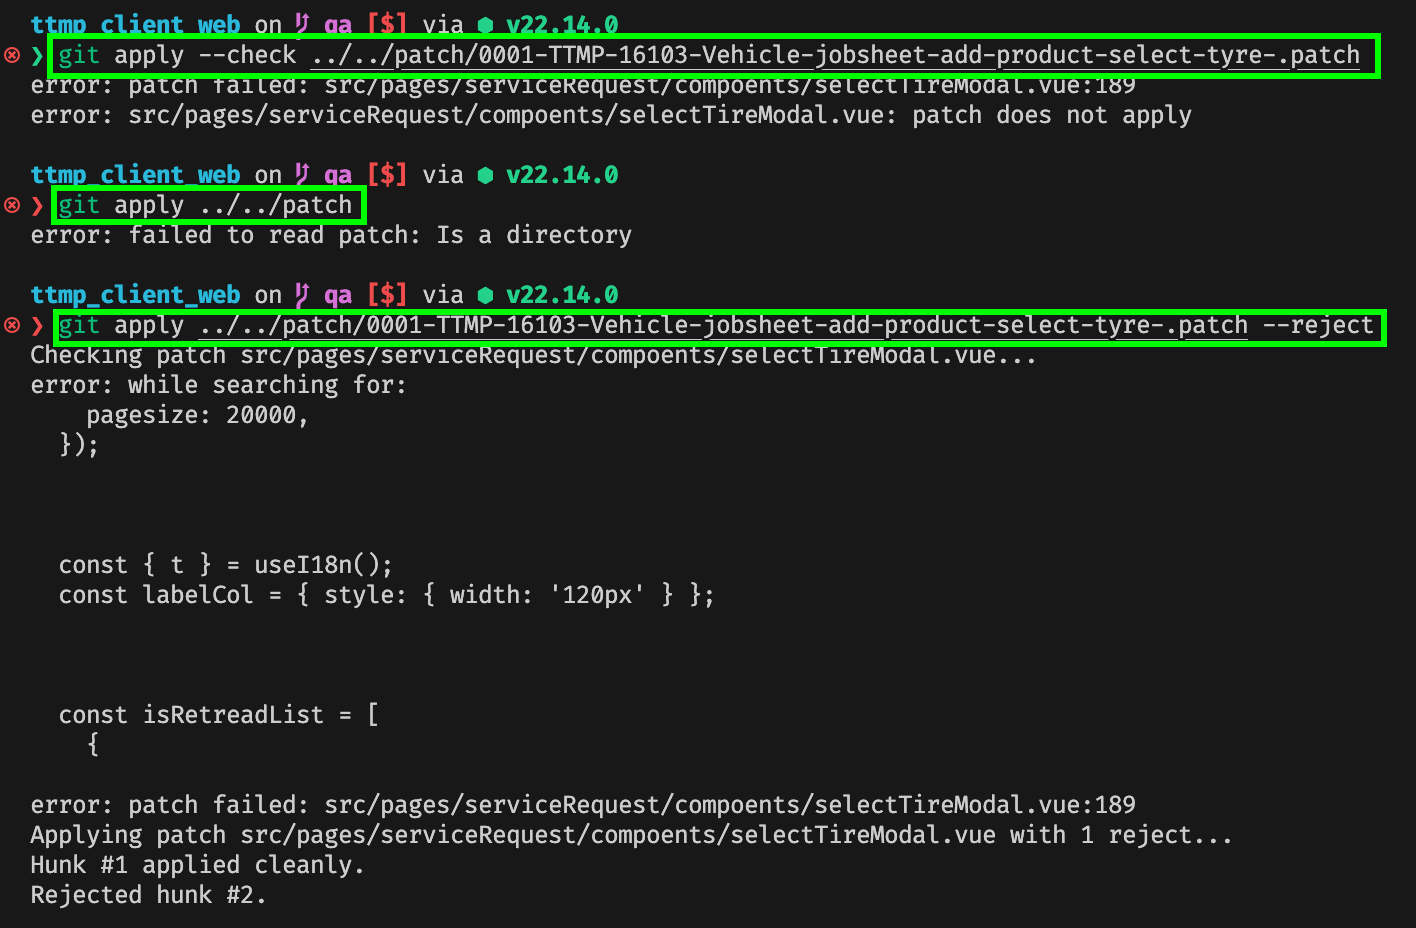 ttmp_client_web on qa [$] via v22.14.0
❯ git apply --check ../../patch/0001-TTMP-16103-Vehicle-jobsheet-add-product-select-tyre-.patch
error: patch failed: src/pages/serviceRequest/compoents/selectTireModal.vue:189
error: src/pages/serviceRequest/compoents/selectTireModal.vue: patch does not apply
ttmp_client_web on qa [$] via v22.14.0
❯ git apply ../../patch
error: failed to read patch: Is a directory
ttmp_client_web on qa [$] via v22.14.0
❯ git apply ../../patch/0001-TTMP-16103-Vehicle-jobsheet-add-product-select-tyre-.patch --reject
Checking patch src/pages/serviceRequest/compoents/selectTireModal.vue...
error: while searching for:
pagesize: 20000,
});
const { t } = useI18n();
const labelCol = { style: { width: '120px' } };
const isRetreadList = [
{
error: patch failed: src/pages/serviceRequest/compoents/selectTireModal.vue:189
Applying patch src/pages/serviceRequest/compoents/selectTireModal.vue with 1 reject...
Hunk #1 applied cleanly.
Rejected hunk #2.